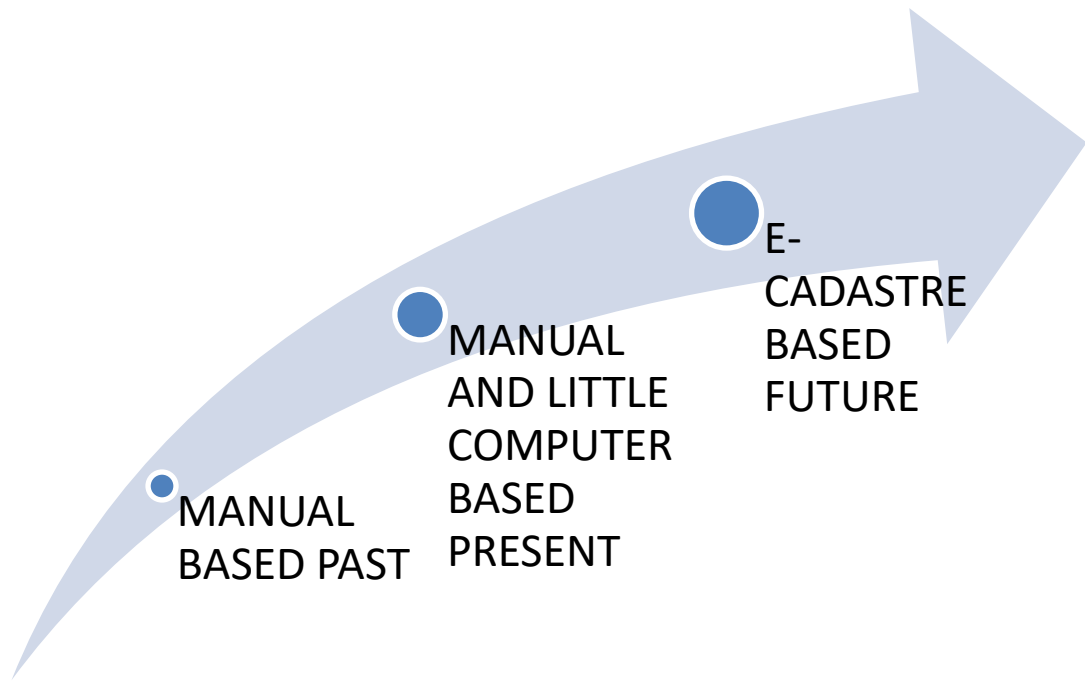 MANUAL
BASED PAST
MANUAL
AND LITTLE
COMPUTER
BASED
PRESENT
E-
CADASTRE
BASED
FUTURE